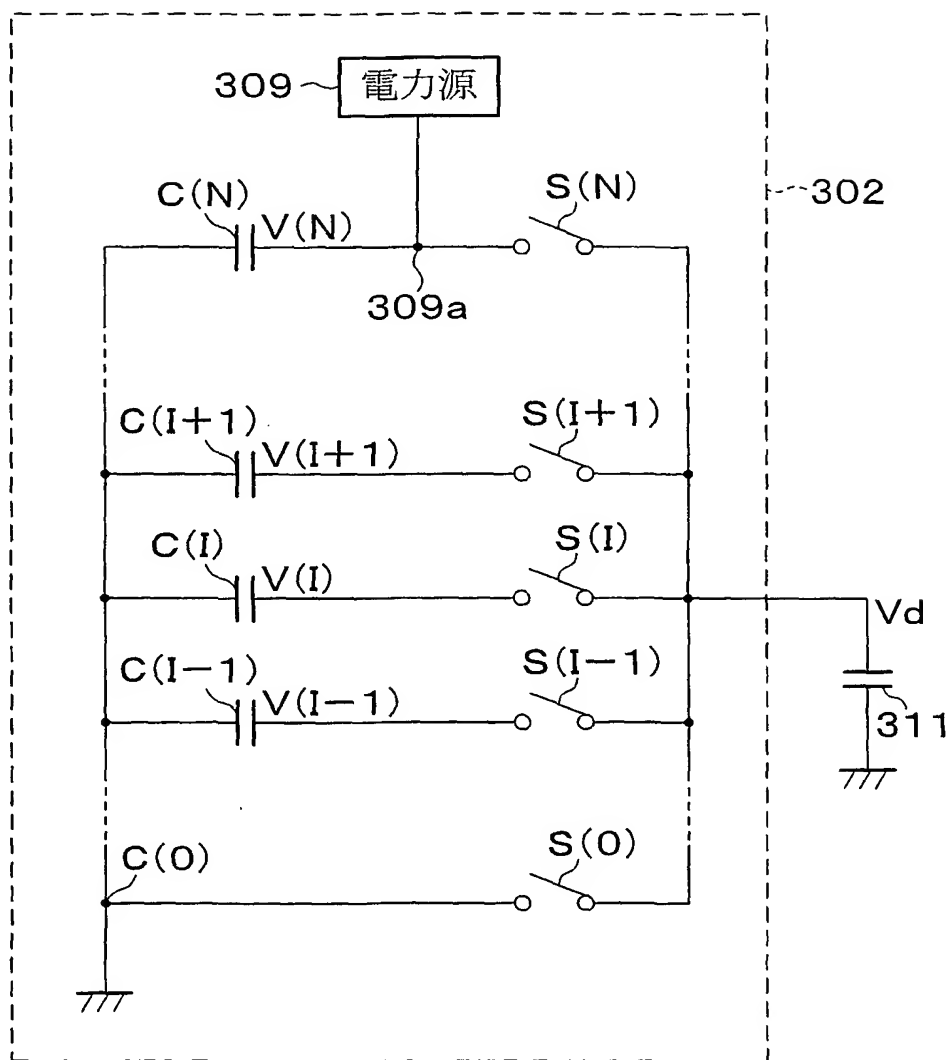 309
電力源
C(N)
V(N)
S(N)
302
309a
C(I+1)
V(I+1)
S(I+1)
C(I)
V(I)
S(I)
Vd
C(I-1)
V(I-1)
S(I-1)
311
C(0)
S(0)